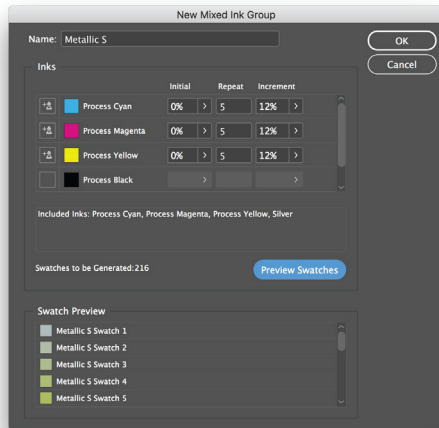 New Mixed Ink Group
Name: Metallic S
OK
Cancel
Inks
Initial Repeat Increment
Process Cyan 0% 5 12%
Process Magenta 0% 5 12%
Process Yellow 0% 5 12%
Process Black
Included Inks: Process Cyan, Process Magenta, Process Yellow, Silver
Swatches to be Generated:216
Preview Swatches
Swatch Preview
Metallic S Swatch 1
Metallic S Swatch 2
Metallic S Swatch 3
Metallic S Swatch 4
Metallic S Swatch 5